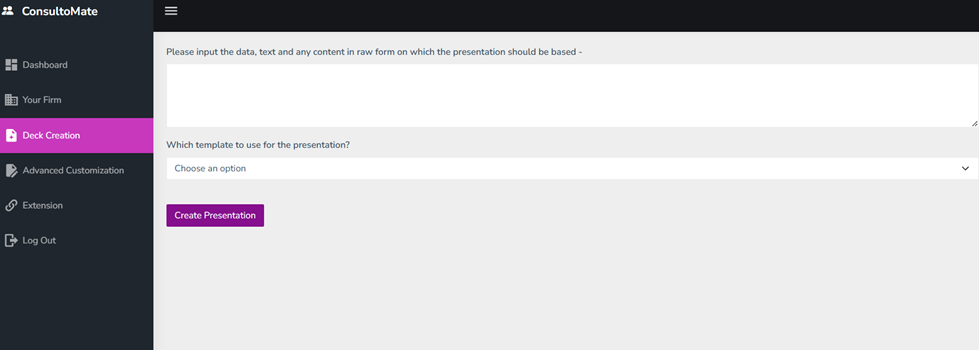 ConsultoMate
Dashboard
Your Firm
Deck Creation
Advanced Customization
Extension
Log Out
Please input the data, text and any content in raw form on which the presentation should be based -
Which template to use for the presentation?
Choose an option
Create Presentation